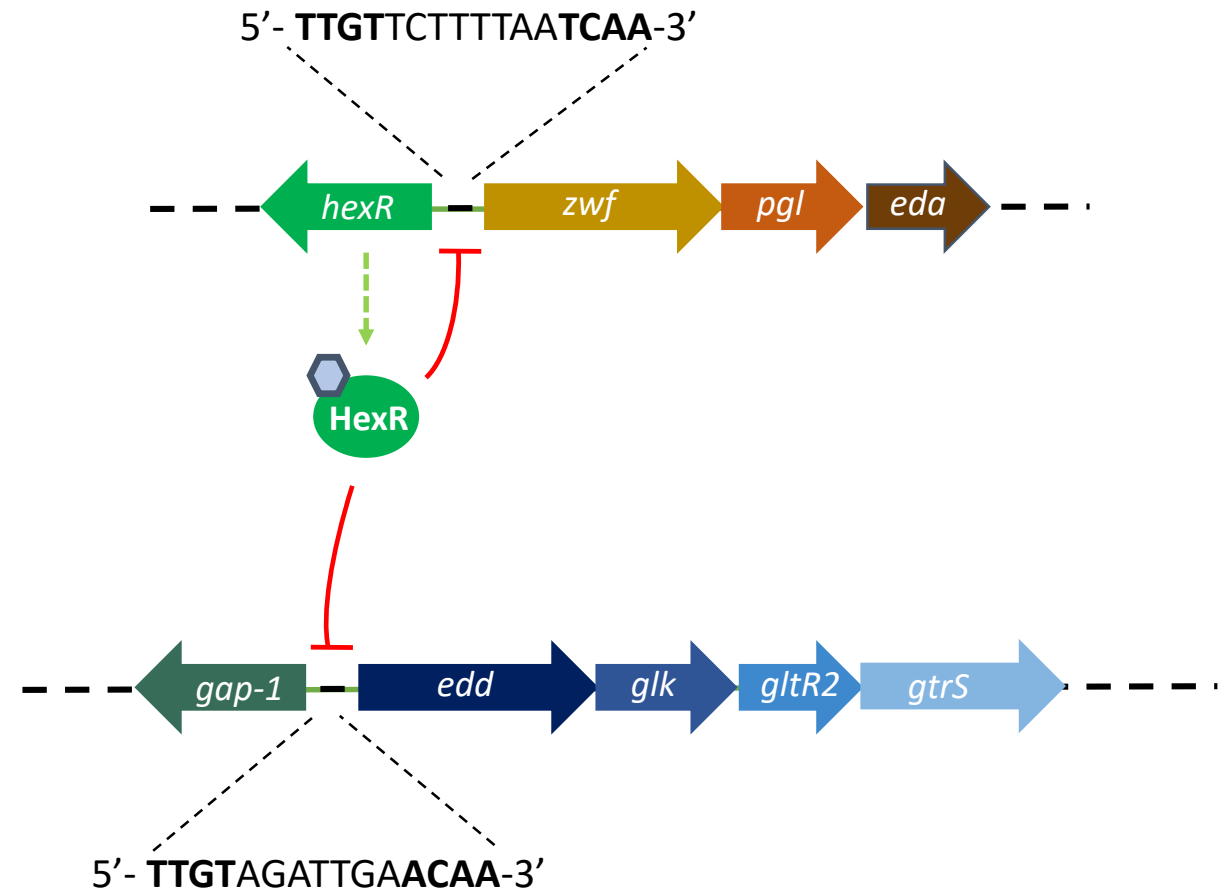 5’- TTGTTCTTTTAATCAA-3’
hexR zwf pgl eda
HexR
gap-1 edd glk gltR2 gtrS
5’- TTGTAGATTGAACAA-3’